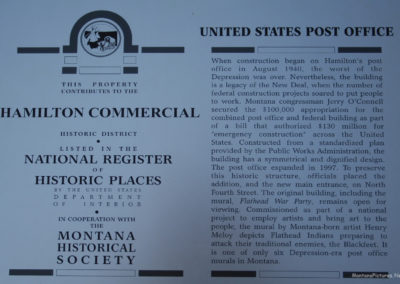 THIS PROPERTY
CONTRIBUTES TO THE
HAMILTON COMMERCIAL
HISTORIC DISTRICT
LISTED IN THE
NATIONAL REGISTER
OF
HISTORIC PLACES
BY THE UNITED STATES
DEPARTMENT
OF INTERIOR
IN COOPERATION WITH
THE
MONTANA
HISTORICAL
SOCIETY
UNITED STATES POST OFFICE
When construction began on Hamilton's post
office in August 1940, the worst of the
Depression was over. Nevertheless, the building
is a legacy of the New Deal, when the number of
federal construction projects soared to put people
to work. Montana congressman Jerry O'Connell
secured the $100,000 appropriation for the
combined post office and federal building as part
of a bill that authorized $130 million for
"emergency construction" across the United
States. Constructed from a standardized plan
provided by the Public Works Administration, the
building has a symmetrical and dignified design.
The post office expanded in 1997. To preserve
this historic structure, officials placed the
addition, and the new main entrance, on North
Fourth Street. The original building, including the
mural, Flathead War Party, remains open for
viewing. Commissioned as part of a national
project to employ artists and bring art to the
people, the mural by Montana-born artist Henry
Meloy depicts Flathead Indians preparing to
attack their traditional enemies, the Blackfeet. It
is one of only six Depression-era post office
murals in Montana.
MontanaPictures.Net